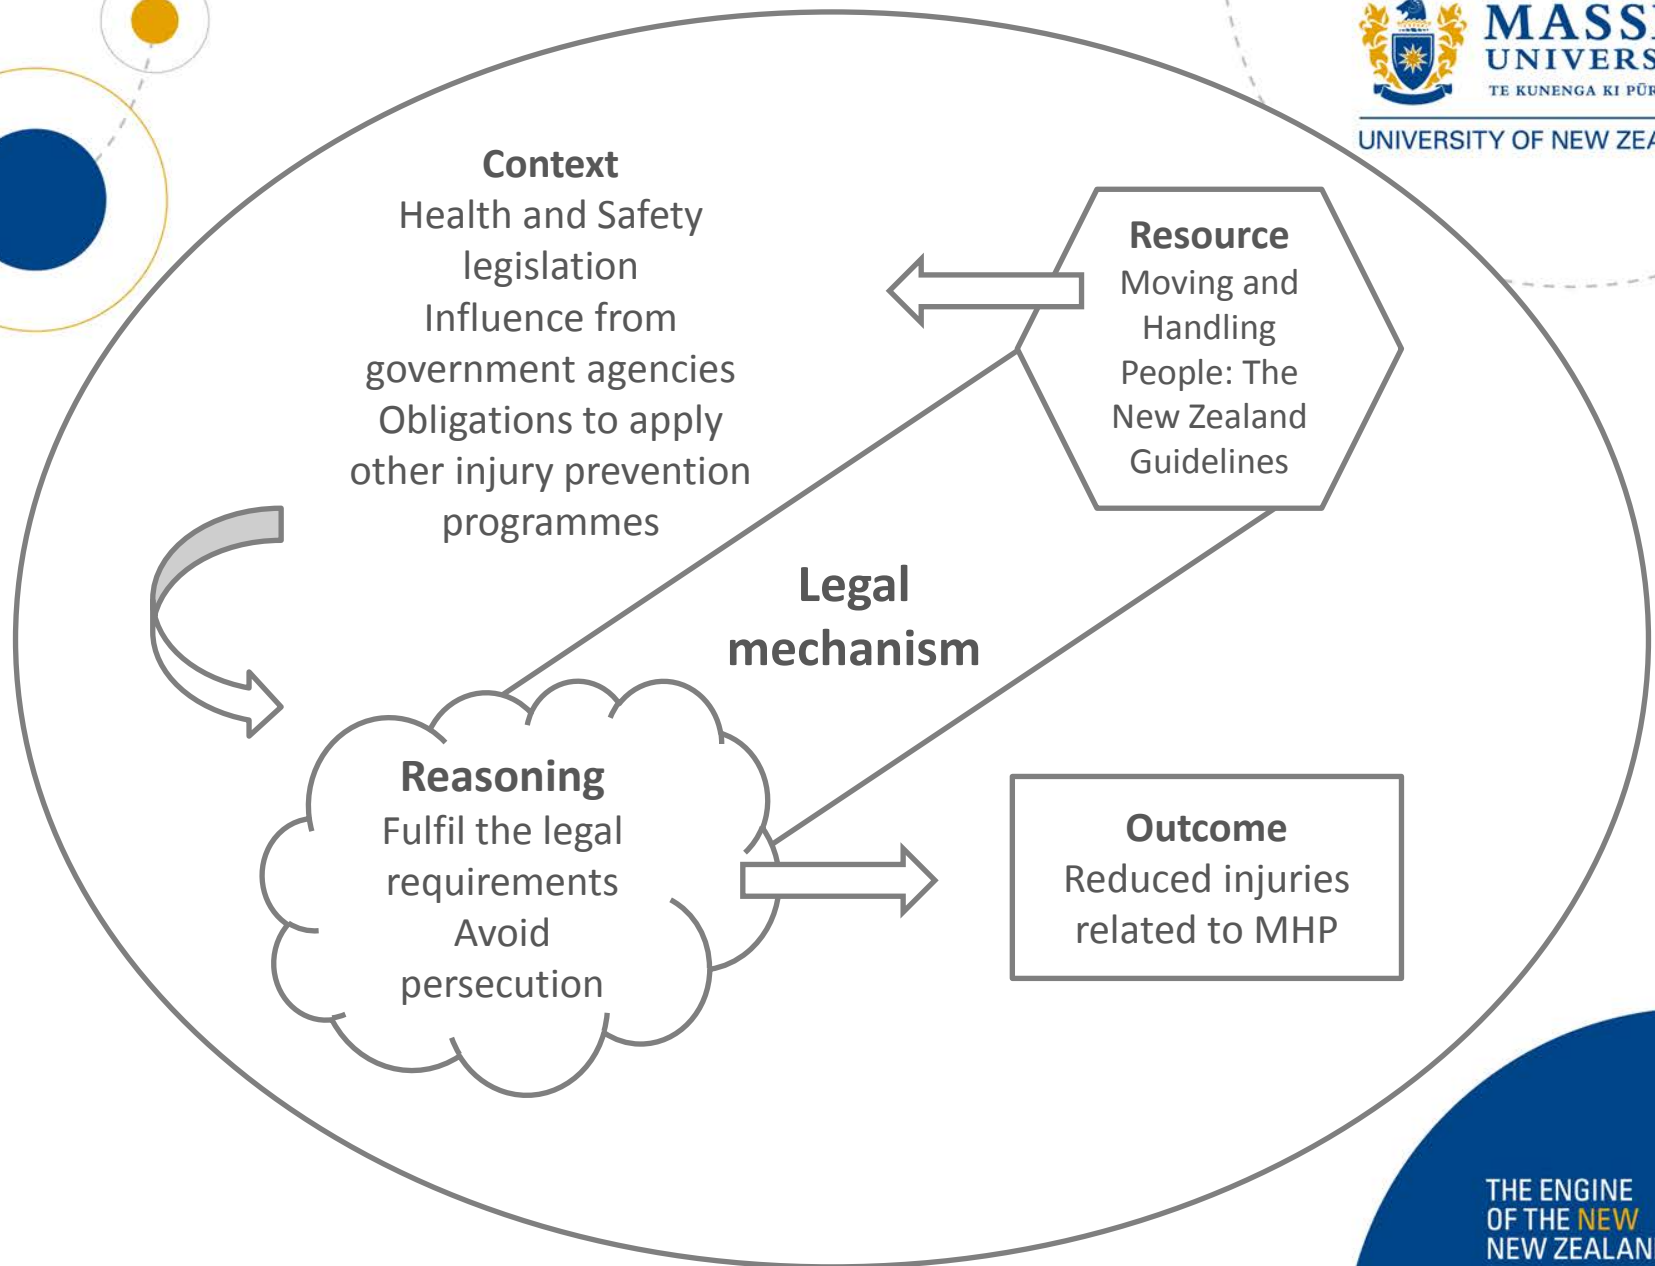 MASS
UNIVERS
TE KUNENGA KI PŪR
UNIVERSITY OF NEW ZEA
Context
Health and Safety
legislation
Influence from
government agencies
Obligations to apply
other injury prevention
programmes
Resource
Moving and
Handling
People: The
New Zealand
Guidelines
Legal
mechanism
Reasoning
Fulfil the legal
requirements
Avoid
persecution
Outcome
Reduced injuries
related to MHP
THE ENGINE
OF THE NEW
NEW ZEALAN